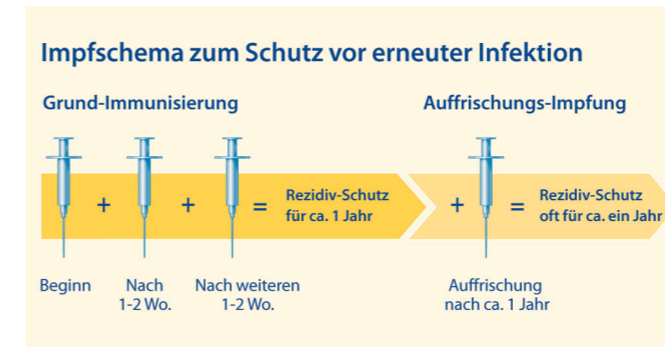 Impfschema zum Schutz vor erneuter Infektion
Grund-Immunisierung
Auffrischungs-Impfung
+
+
=
Rezidiv-Schutz
für ca. 1 Jahr
+
=
Rezidiv-Schutz
oft für ca. ein Jahr
Beginn
Nach
1-2 Wo.
Nach weiteren
1-2 Wo.
Auffrischung
nach ca. 1 Jahr